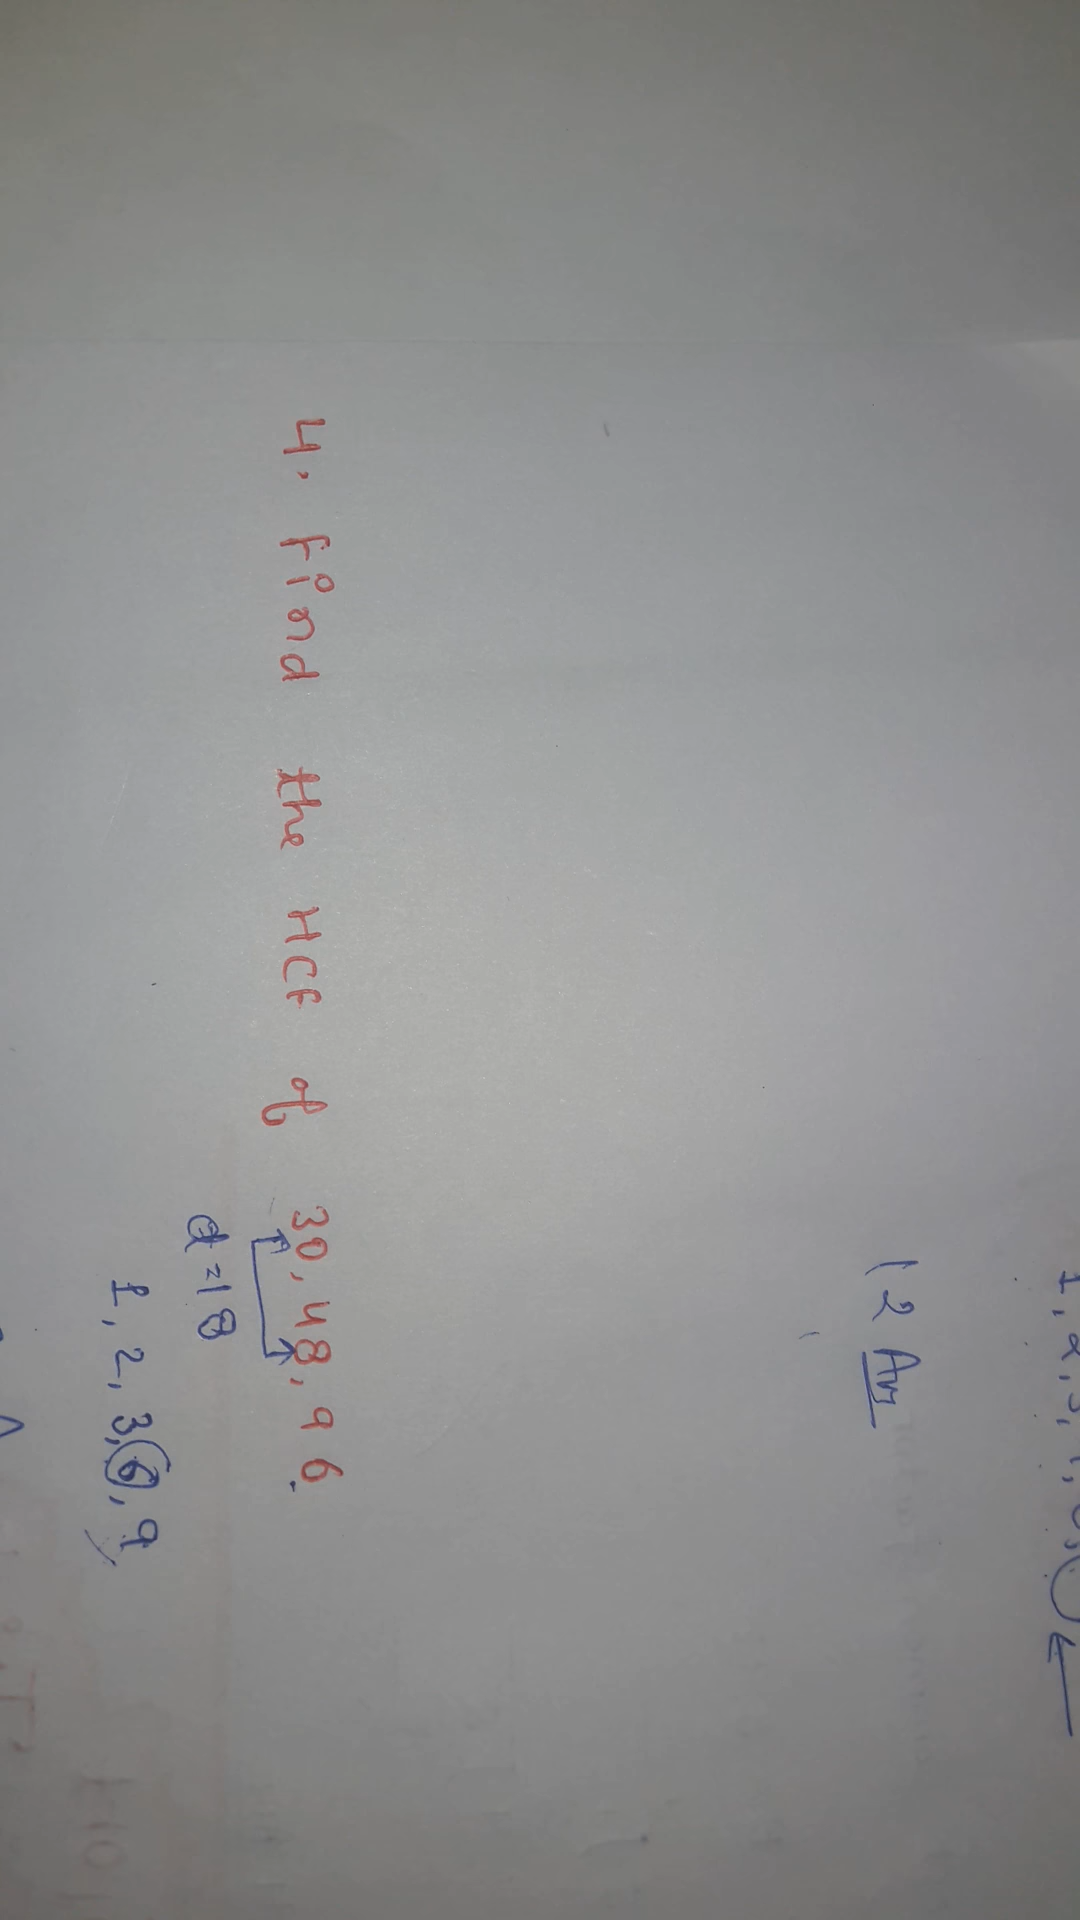 12 Ans
4. Find the HCF of 30, 48, 96.
d=18
1, 2, 3, 6, 9